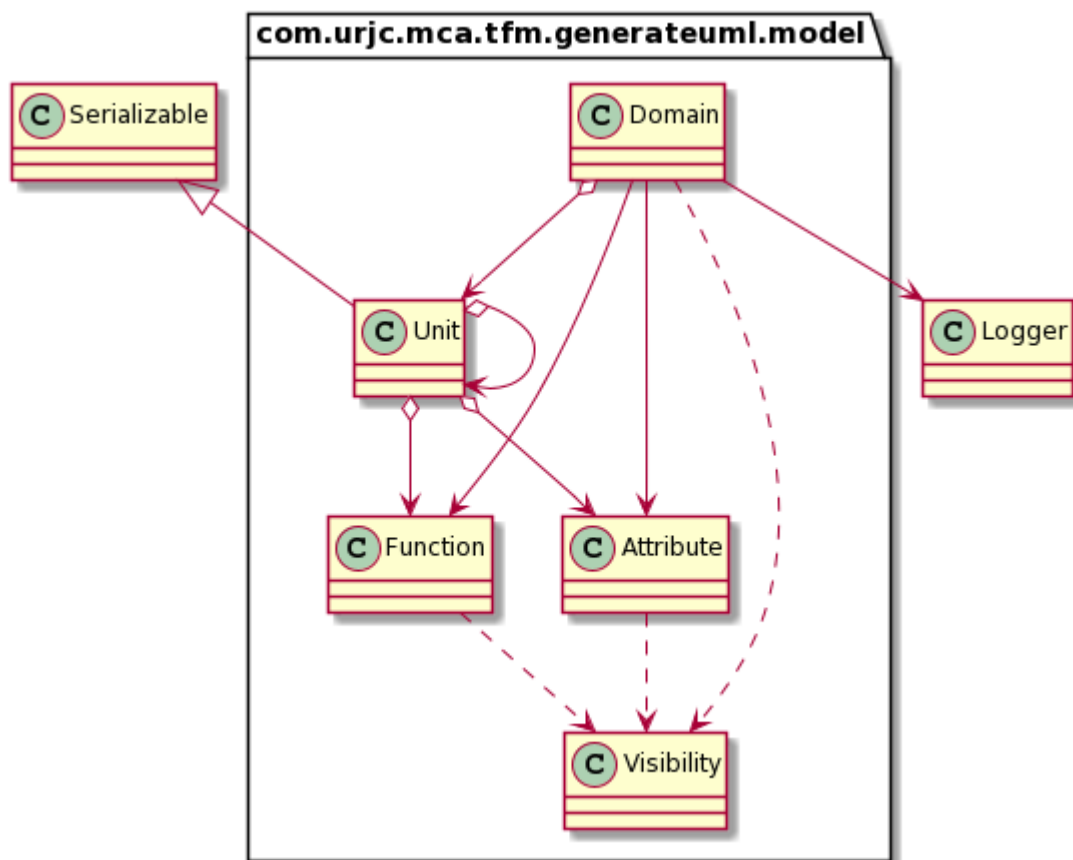 com.urjc.mca.tfm.generateuml.model
C Serializable
C Domain
C Unit
C Logger
C Function
C Attribute
C Visibility